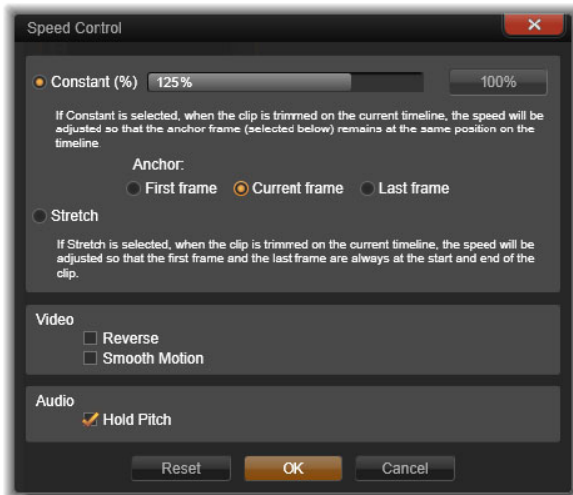 Speed Control
Constant (%) 125% 100%
If Constant is selected, when the clip is trimmed on the current timeline, the speed will be
adjusted so that the anchor frame (selected below) remains at the same position on the
timeline.
Anchor:
First frame Current frame Last frame
Stretch
If Stretch is selected, when the clip is trimmed on the current timeline, the speed will be
adjusted so that the first frame and the last frame are always at the start and end of the
clip.
Video
Reverse
Smooth Motion
Audio
Hold Pitch
Reset OK Cancel